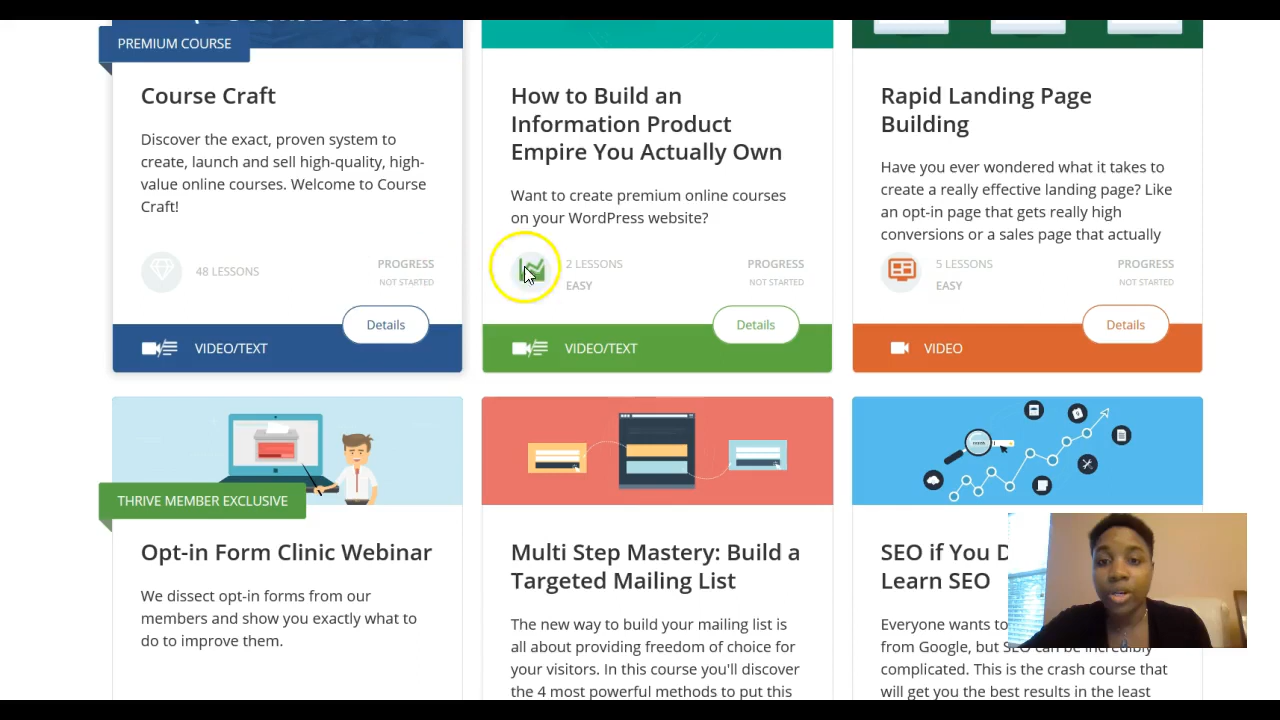 PREMIUM COURSE
Course Craft
Discover the exact, proven system to
create, launch and sell high-quality, high-
value online courses. Welcome to Course
Craft!
48 LESSONS
PROGRESS
NOT STARTED
Details
VIDEO/TEXT
How to Build an
Information Product
Empire You Actually Own
Want to create premium online courses
on your WordPress website?
2 LESSONS
EASY
PROGRESS
NOT STARTED
Details
VIDEO/TEXT
Rapid Landing Page
Building
Have you ever wondered what it takes to
create a really effective landing page? Like
an opt-in page that gets really high
conversions or a sales page that actually
5 LESSONS
EASY
PROGRESS
NOT STARTED
Details
VIDEO
THRIVE MEMBER EXCLUSIVE
Opt-in Form Clinic Webinar
We dissect opt-in forms from our
members and show you exactly what to
do to improve them.
Multi Step Mastery: Build a
Targeted Mailing List
The new way to build your mailing list is
all about providing freedom of choice for
your visitors. In this course you'll discover
the 4 most powerful methods to put this
SEO if You D
Learn SEO
Everyone wants to
from Google, but SEO can be incredibly
complicated. This is the crash course that
will get you the best results in the least